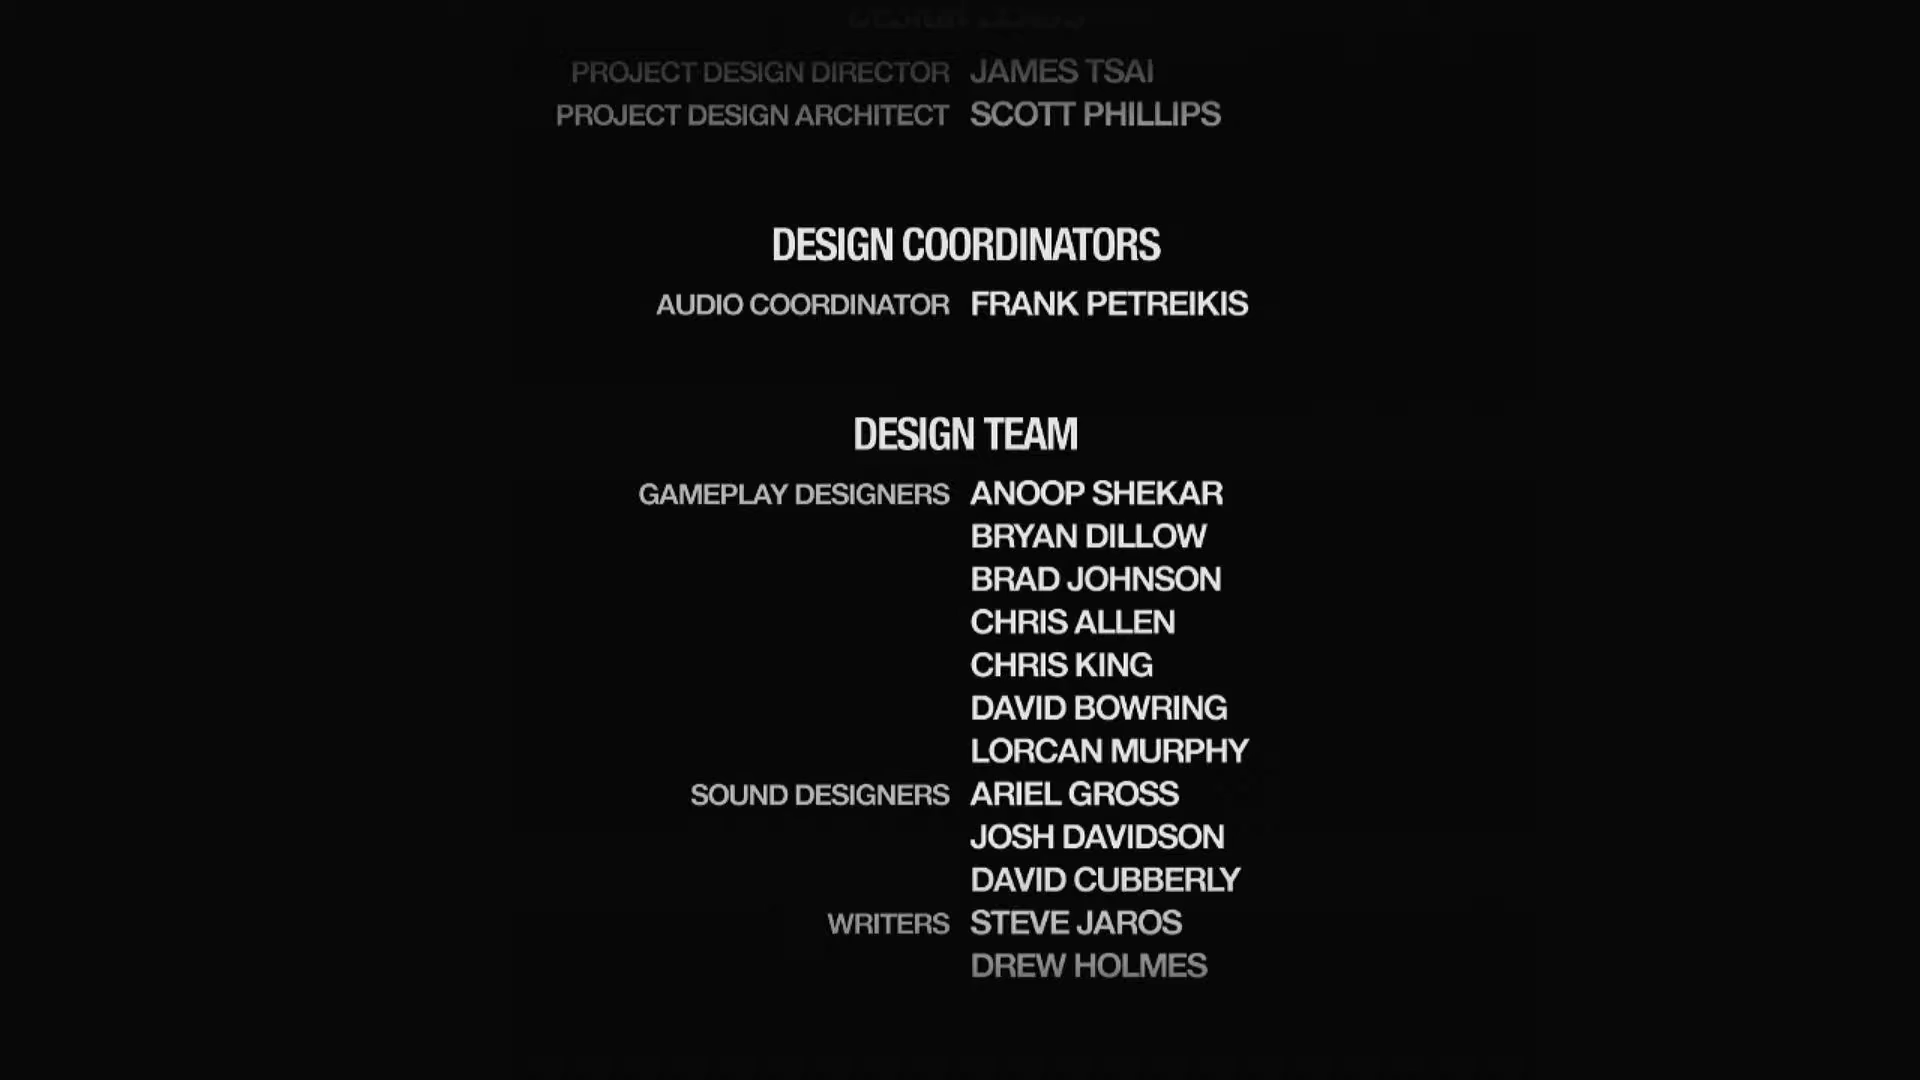 PROJECT DESIGN DIRECTOR JAMES TSAI
PROJECT DESIGN ARCHITECT SCOTT PHILLIPS
DESIGN COORDINATORS
AUDIO COORDINATOR FRANK PETREIKIS
DESIGN TEAM
GAMEPLAY DESIGNERS ANOOP SHEKAR
BRYAN DILLOW
BRAD JOHNSON
CHRIS ALLEN
CHRIS KING
DAVID BOWRING
LORCAN MURPHY
SOUND DESIGNERS ARIEL GROSS
JOSH DAVIDSON
DAVID CUBBERLY
WRITERS STEVE JAROS
DREW HOLMES